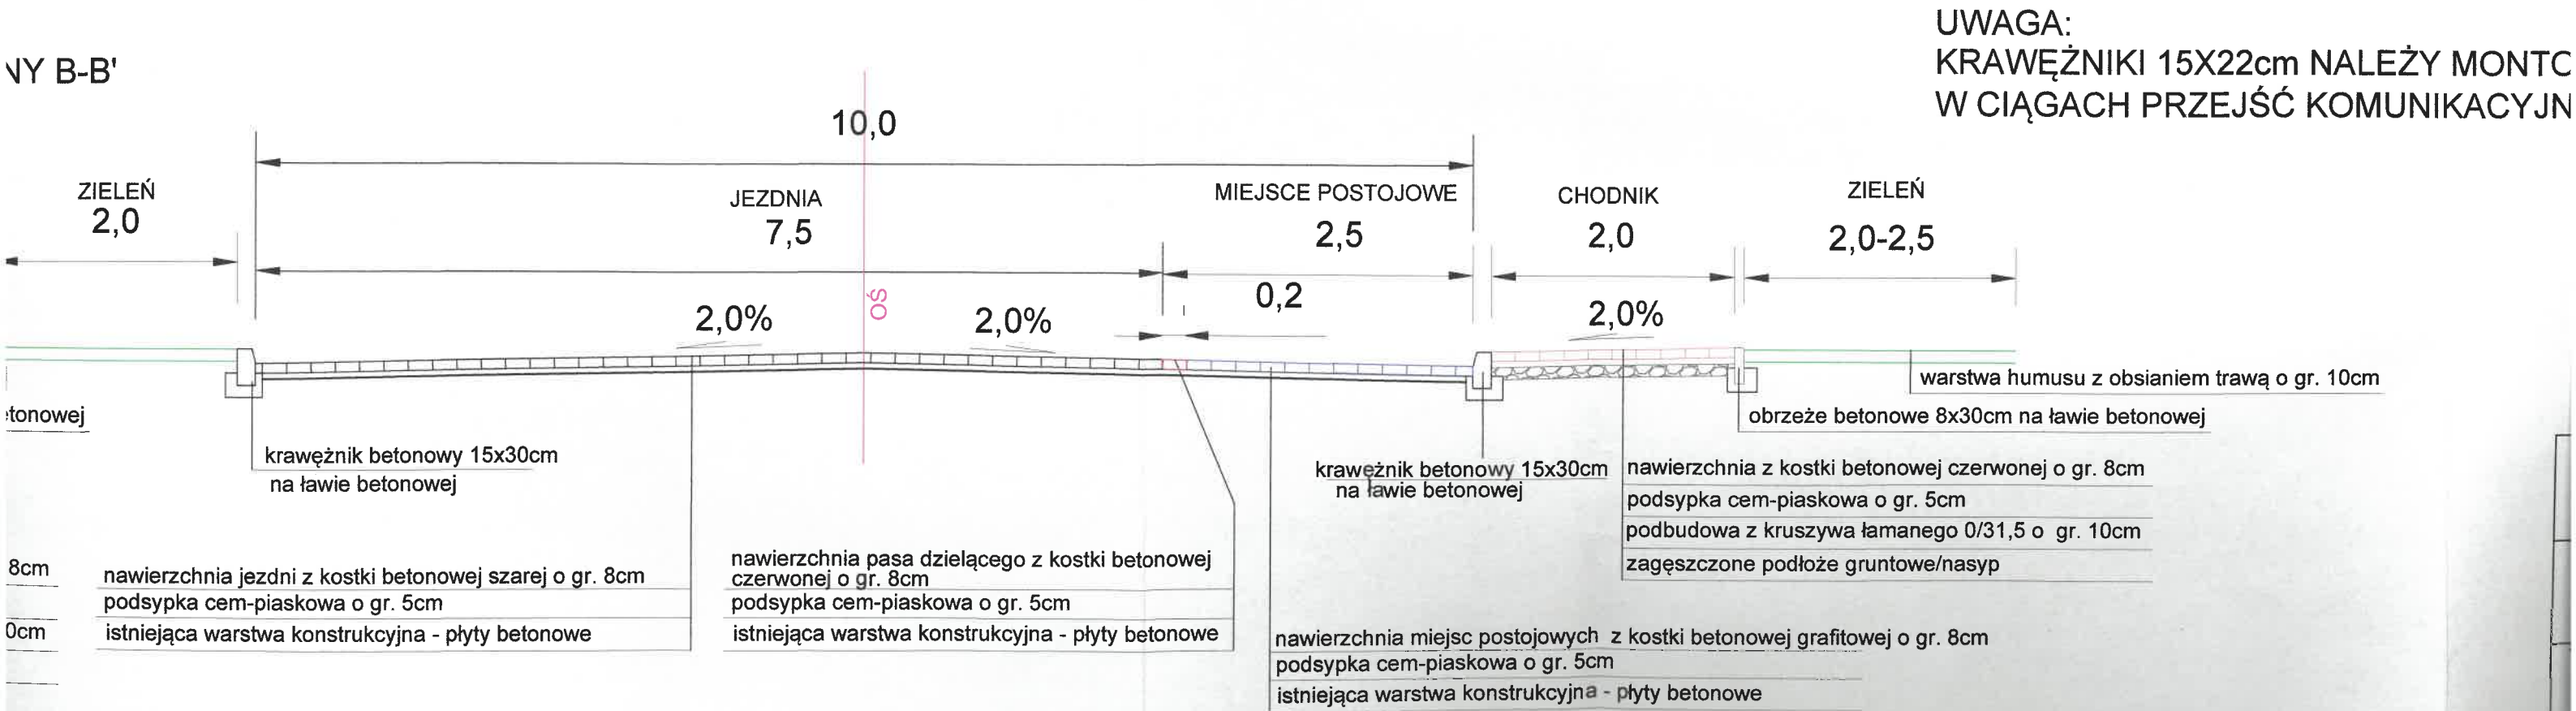 UWAGA:
KRAWĘŻNIKI 15X22cm NALEŻY
W CIĄGACH PRZEJŚĆ
B-B'
10,0
ZIELEŃ
2,0
JEZDNIA
7,5
MIEJSCE POSTOJOWE
2,5
CHODNIK
2,0
ZIELEŃ
2,0-2,5
0,2
OŚ
2,0%
2,0%
2,0%
warstwa humusu z obsianiem trawą o gr. 10cm
obrzeże betonowe 8x30cm na ławie betonowej
krawężnik betonowy 15x30cm
na ławie betonowej
krawężnik betonowy 15x30cm
na ławie betonowej
nawierzchnia z kostki betonowej czerwonej o gr. 8cm
podsypka cem-piaskowa o gr. 5cm
podbudowa z kruszywa łamanego 0/31,5 o gr. 10cm
zagęszczone podłoże gruntowe/nasyp
8cm
nawierzchnia jezdni z kostki betonowej szarej o gr. 8cm
podsypka cem-piaskowa o gr. 5cm
istniejąca warstwa konstrukcyjna - płyty betonowe
nawierzchnia pasa dzielącego z kostki betonowej
czerwonej o gr. 8cm
podsypka cem-piaskowa o gr. 5cm
istniejąca warstwa konstrukcyjna - płyty betonowe
nawierzchnia miejsc postojowych z kostki betonowej grafitowej o gr. 8cm
podsypka cem-piaskowa o gr. 5cm
istniejąca warstwa konstrukcyjna - płyty betonowe